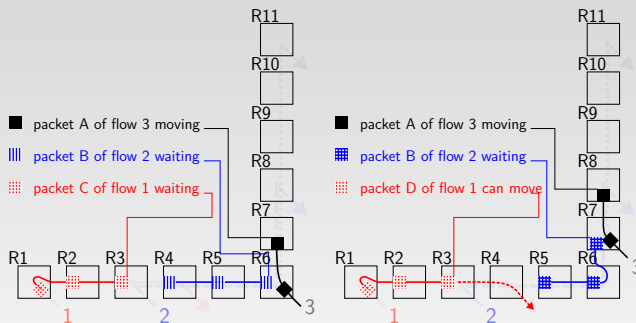 R11
R10
R9
packet A of flow 3 moving
packet B of flow 2 waiting
R8
packet C of flow 1 waiting
R7
R1 R2 R3 R4 R5 R6
1 2 3
R11
R10
R9
packet A of flow 3 moving
packet B of flow 2 waiting
R8
packet D of flow 1 can move
R7
R1 R2 R3 R4 R5 R6
1 2 3